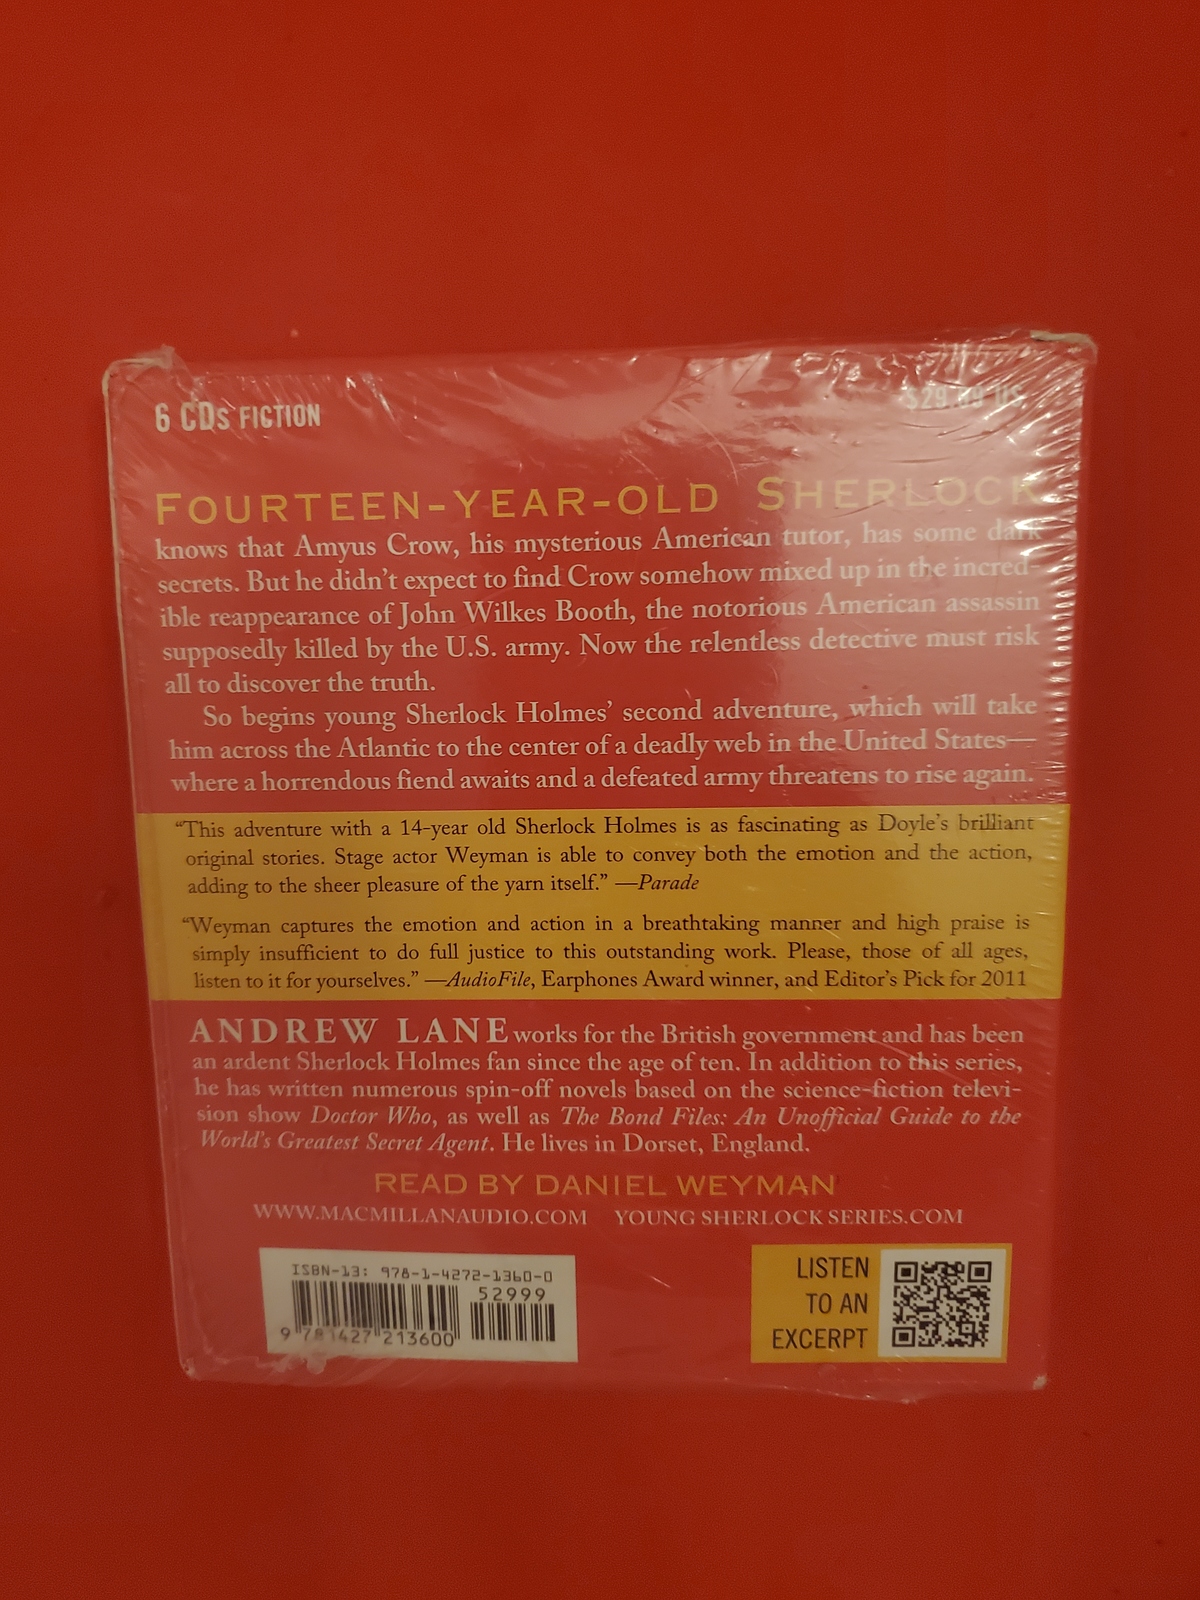 6 CDs FICTION
$29.99 US
FOURTEEN-YEAR-OLD SHERLOCK
knows that Amyus Crow, his mysterious American tutor, has some dark
secrets. But he didn't expect to find Crow somehow mixed up in the incred-
ible reappearance of John Wilkes Booth, the notorious American assassin
supposedly killed by the U.S. army. Now the relentless detective must risk
all to discover the truth.
So begins young Sherlock Holmes' second adventure, which will take
him across the Atlantic to the center of a deadly web in the United States—
where a horrendous fiend awaits and a defeated army threatens to rise again.
"This adventure with a 14-year old Sherlock Holmes is as fascinating as Doyle's brilliant
original stories. Stage actor Weyman is able to convey both the emotion and the action,
adding to the sheer pleasure of the yarn itself." —Parade
"Weyman captures the emotion and action in a breathtaking manner and high praise is
simply insufficient to do full justice to this outstanding work. Please, those of all ages,
listen to it for yourselves." —AudioFile, Earphones Award winner, and Editor's Pick for 2011
ANDREW LANE works for the British government and has been
an ardent Sherlock Holmes fan since the age of ten. In addition to this series,
he has written numerous spin-off novels based on the science-fiction televi-
sion show Doctor Who, as well as The Bond Files: An Unofficial Guide to the
World's Greatest Secret Agent. He lives in Dorset, England.
READ BY DANIEL WEYMAN
WWW.MACMILLANAUDIO.COM YOUNG SHERLOCK SERIES.COM
ISBN-13: 978-1-4272-1360-0
52999
9 781427 213600
LISTEN
TO AN
EXCERPT